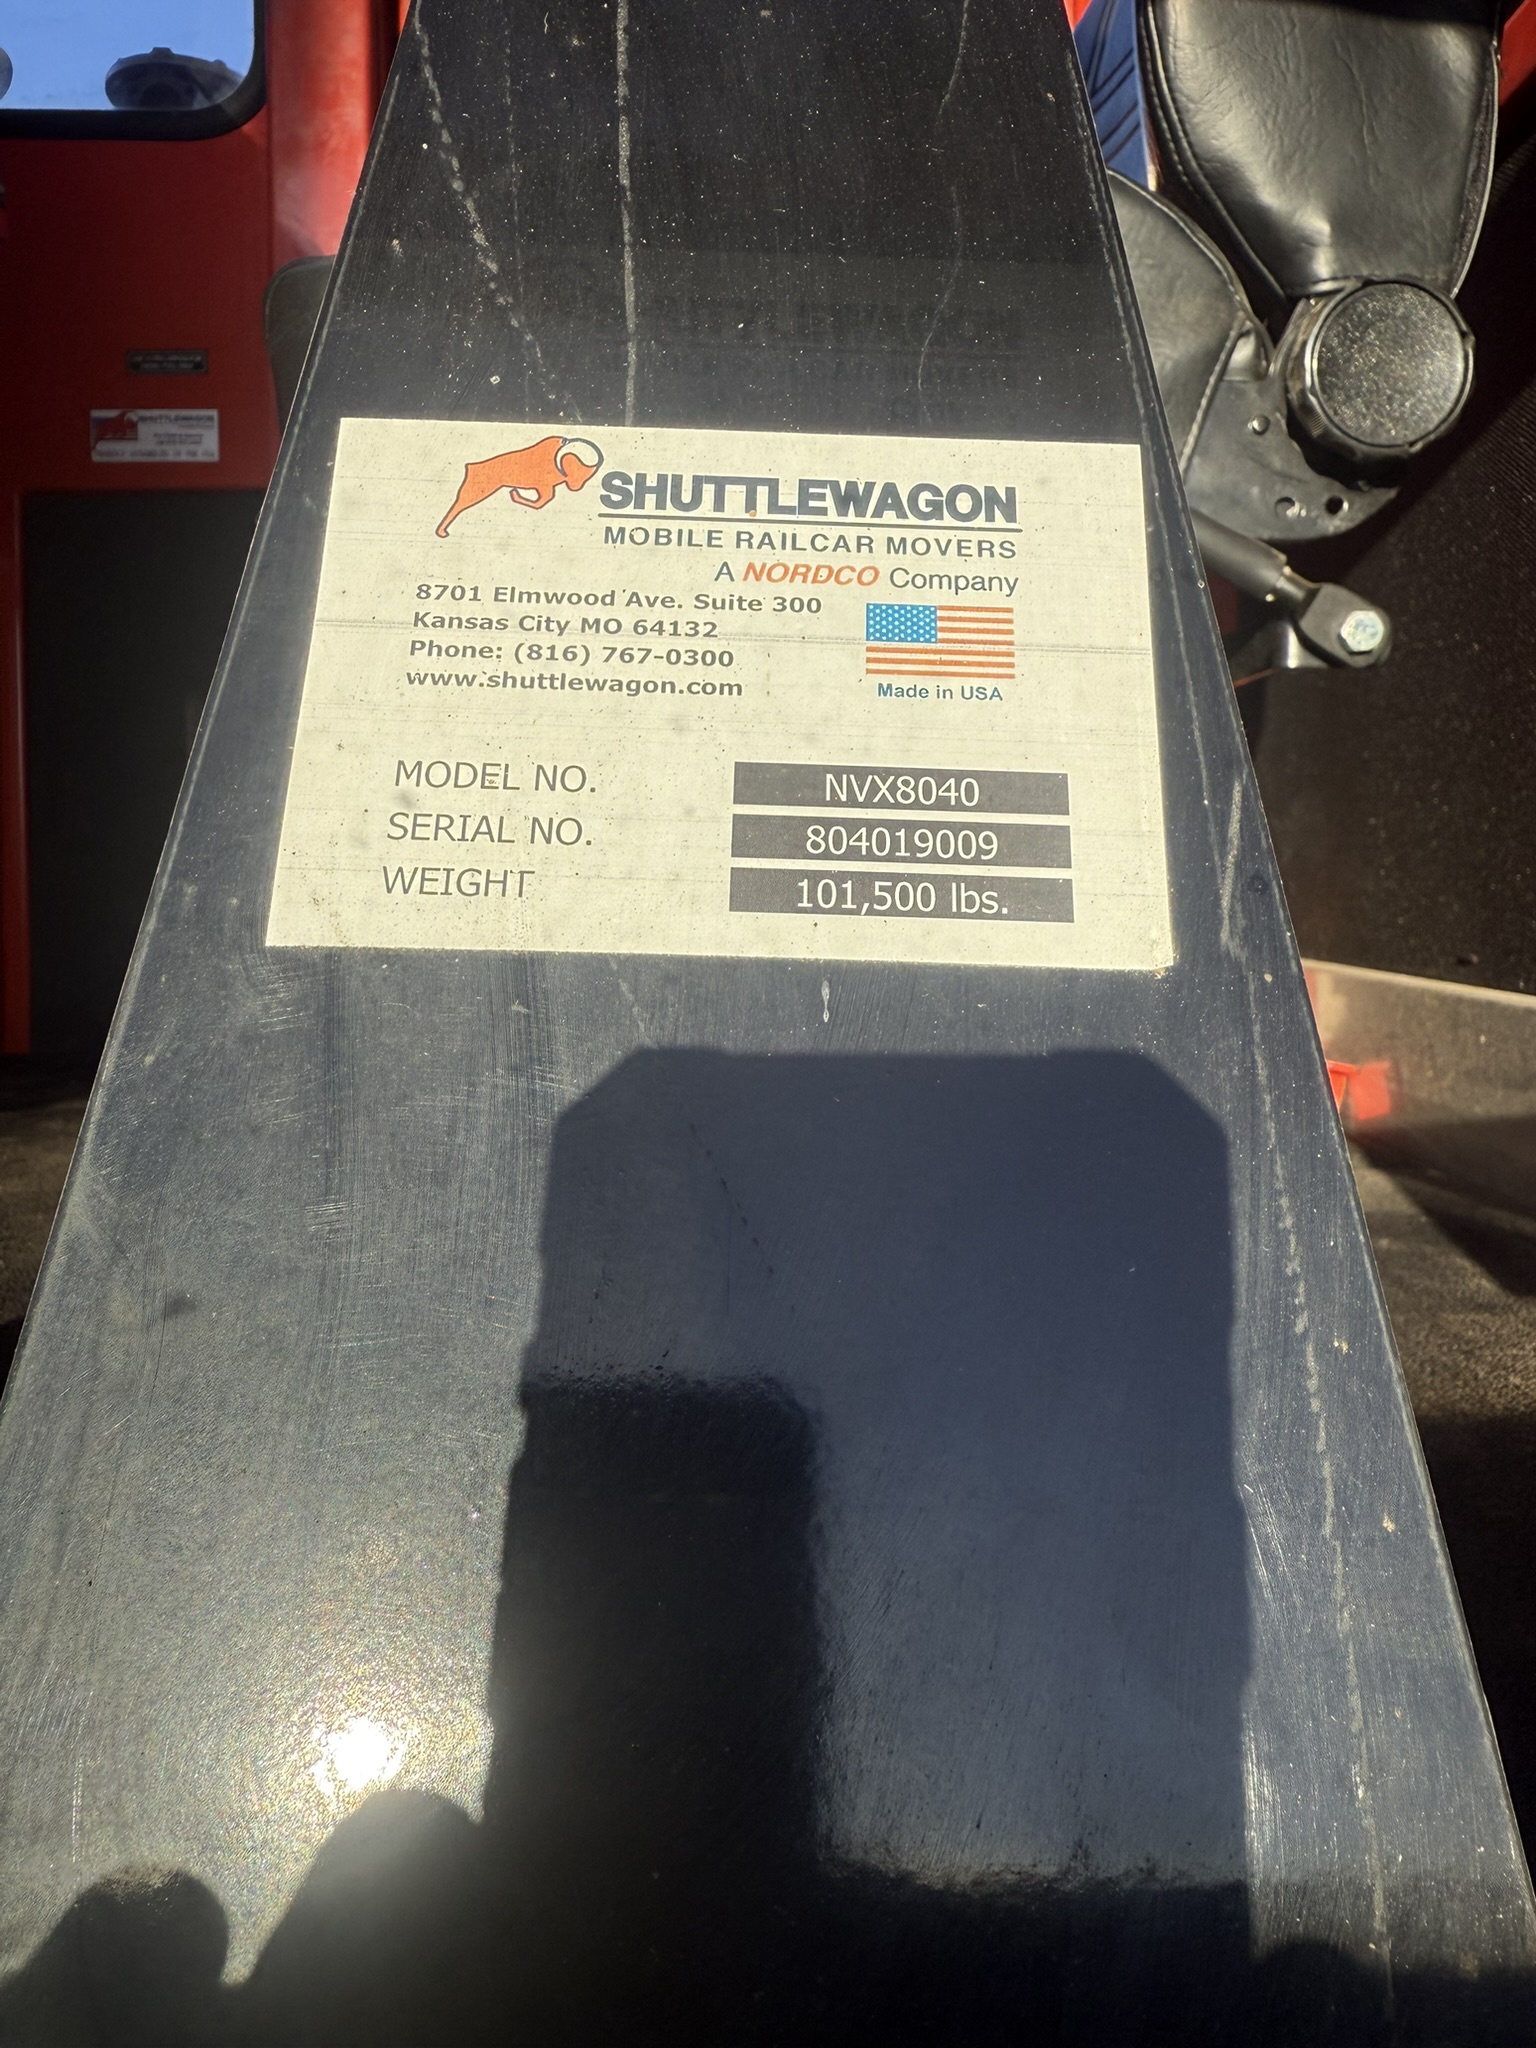 SHUTTLEWAGON
MOBILE RAILCAR MOVERS
A NORDCO Company
8701 Elmwood Ave. Suite 300
Kansas City MO 64132
Phone: (816) 767-0300
www.shuttlewagon.com
Made in USA
MODEL NO. NVX8040
SERIAL NO. 804019009
WEIGHT 101,500 lbs.
SHUTTLEWAGON